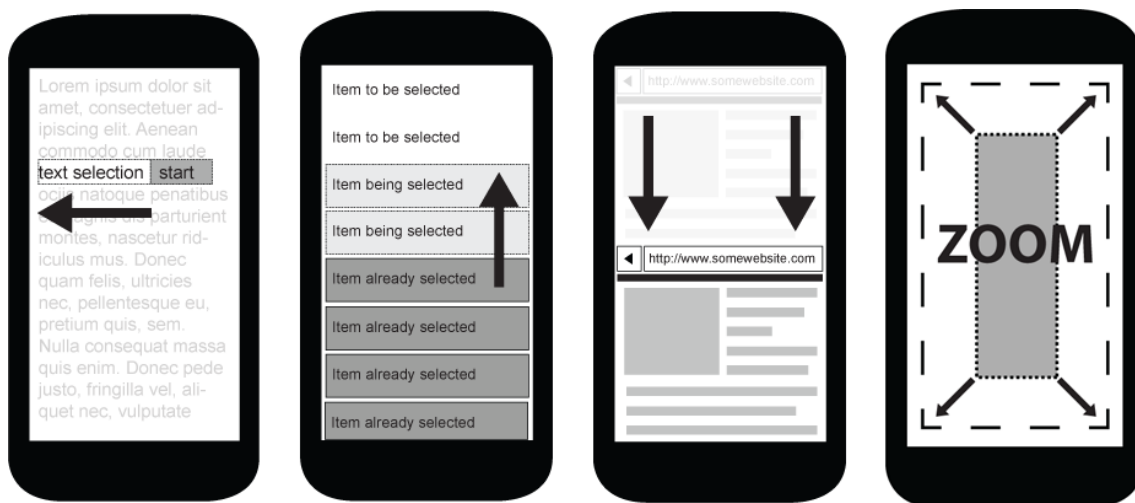 Lorem ipsum dolor sit
amet, consectetuer ad-
ipiscing elit. Aenean
commodo cum laude
text selection start
ociis natoque penatibus
magnis dis parturient
montes, nascetur rid-
iculus mus. Donec
quam felis, ultricies
nec, pellentesque eu,
pretium quis, sem.
Nulla consequat massa
quis enim. Donec pede
justo, fringilla vel, ali-
quet nec, vulputate
Item to be selected
Item to be selected
Item being selected
Item being selected
Item already selected
Item already selected
Item already selected
Item already selected
http://www.somewebsite.com
http://www.somewebsite.com
ZOOM